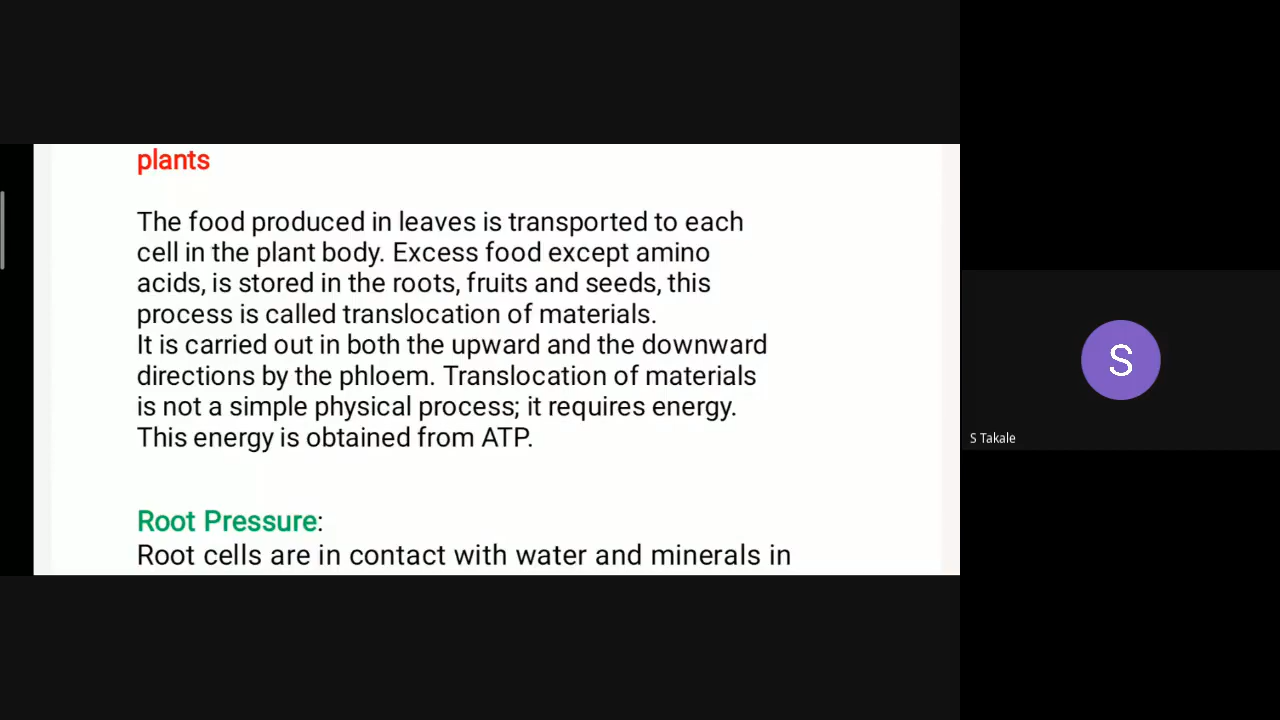 plants
The food produced in leaves is transported to each
cell in the plant body. Excess food except amino
acids, is stored in the roots, fruits and seeds, this
process is called translocation of materials.
It is carried out in both the upward and the downward
directions by the phloem. Translocation of materials
is not a simple physical process; it requires energy.
This energy is obtained from ATP.
Root Pressure:
Root cells are in contact with water and minerals in
S
S Takale